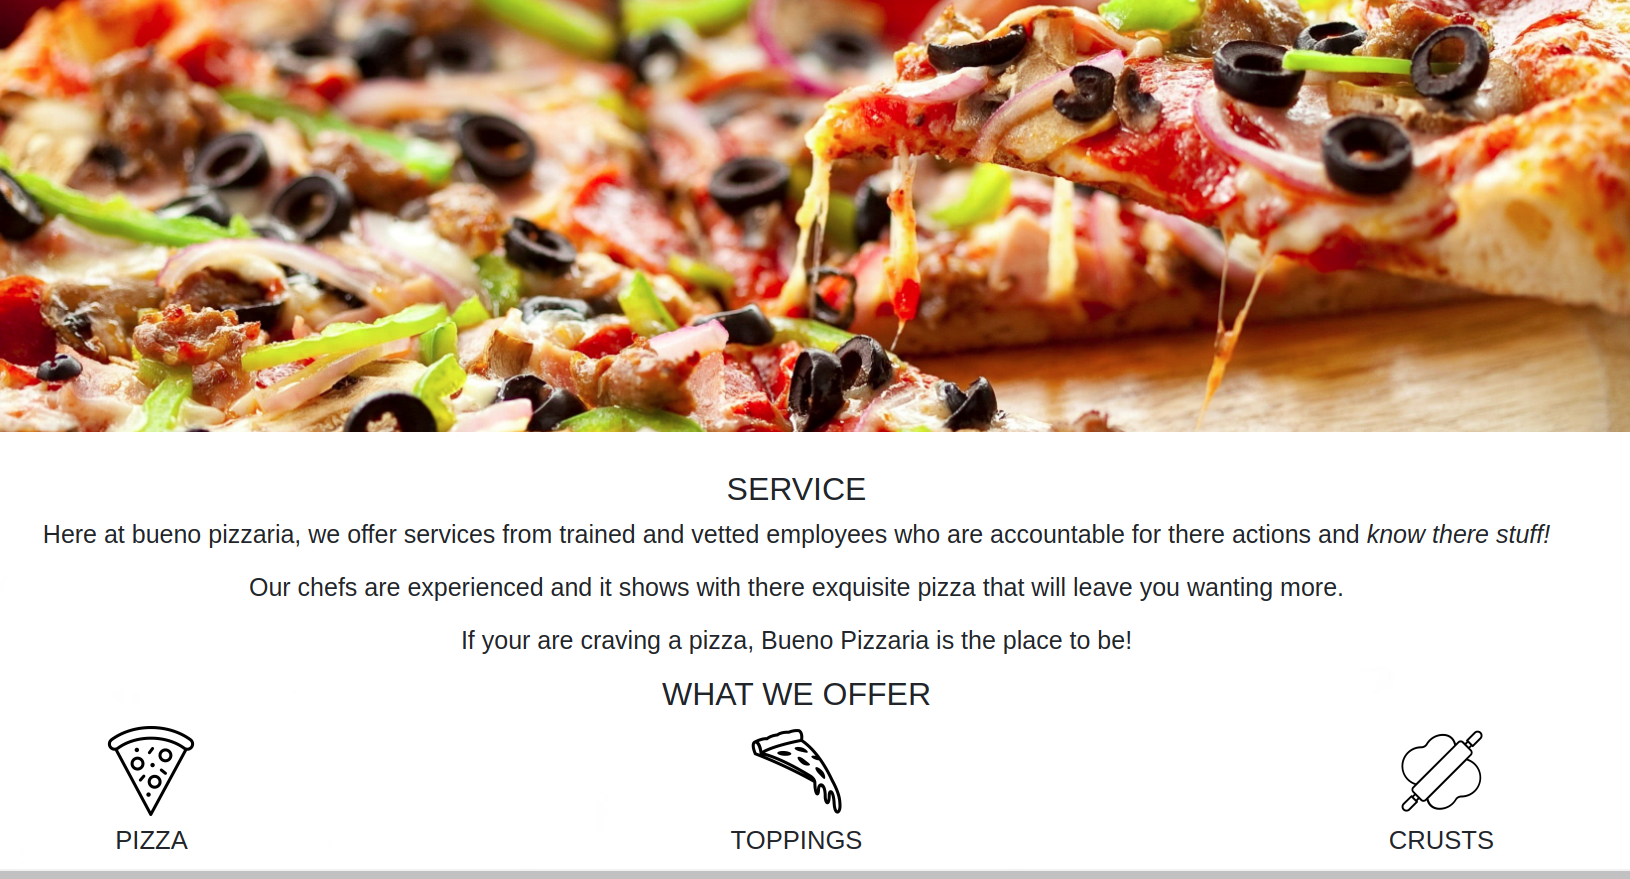 SERVICE
Here at bueno pizzaria, we offer services from trained and vetted employees who are accountable for there actions and know there stuff!
Our chefs are experienced and it shows with there exquisite pizza that will leave you wanting more.
If your are craving a pizza, Bueno Pizzaria is the place to be!
WHAT WE OFFER
PIZZA
TOPPINGS
CRUSTS